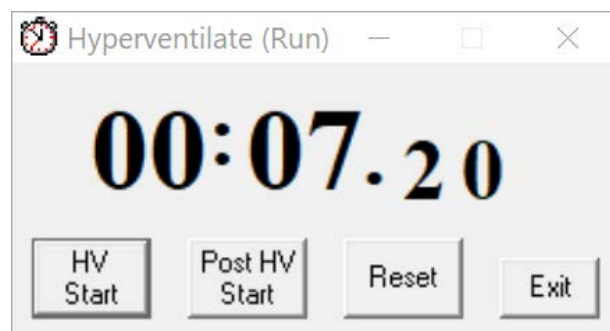 Hyperventilate (Run)
00:07.20
HV
Start
Post HV
Start
Reset
Exit